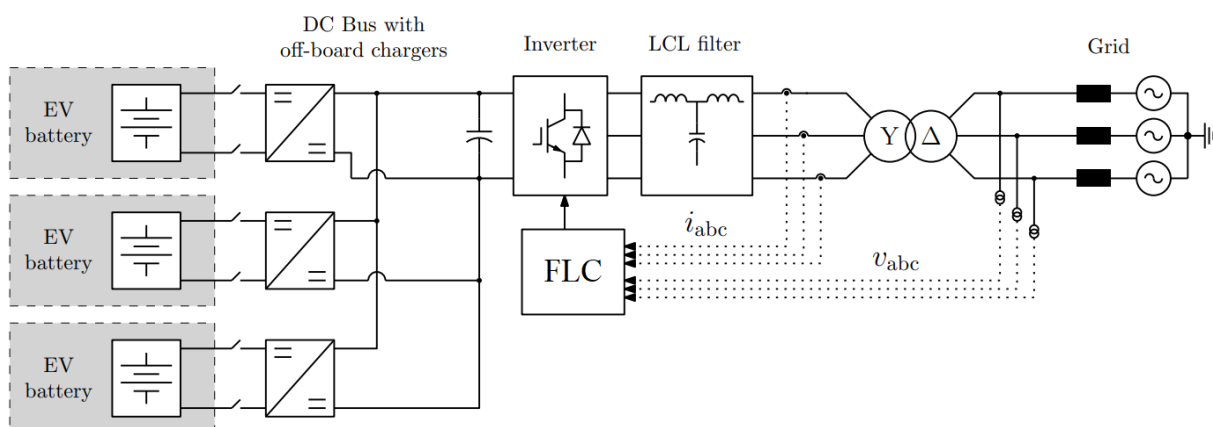 DC Bus with
off-board chargers
Inverter
LCL filter
Grid
EV
battery
Y Δ
EV
battery
i_abc
FLC
v_abc
EV
battery